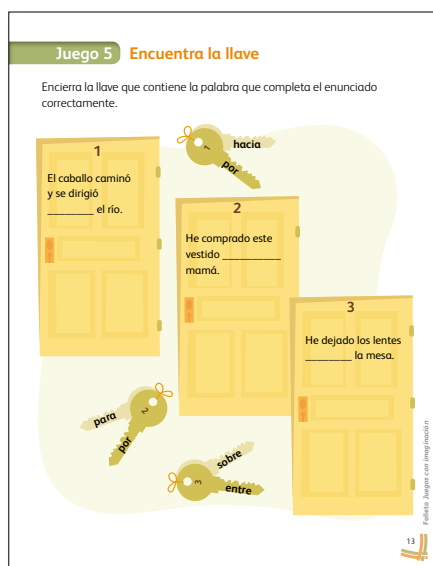 Juego 5 Encuentra la llave
Encierra la llave que contiene la palabra que completa el enunciado
correctamente.
1
hacia
por
1
El caballo caminó
y se dirigió
________ el río.
2
He comprado este
vestido __________
mamá.
3
He dejado los lentes
________ la mesa.
para
por
2
sobre
entre
3
Folleto Juegos con imaginación
13